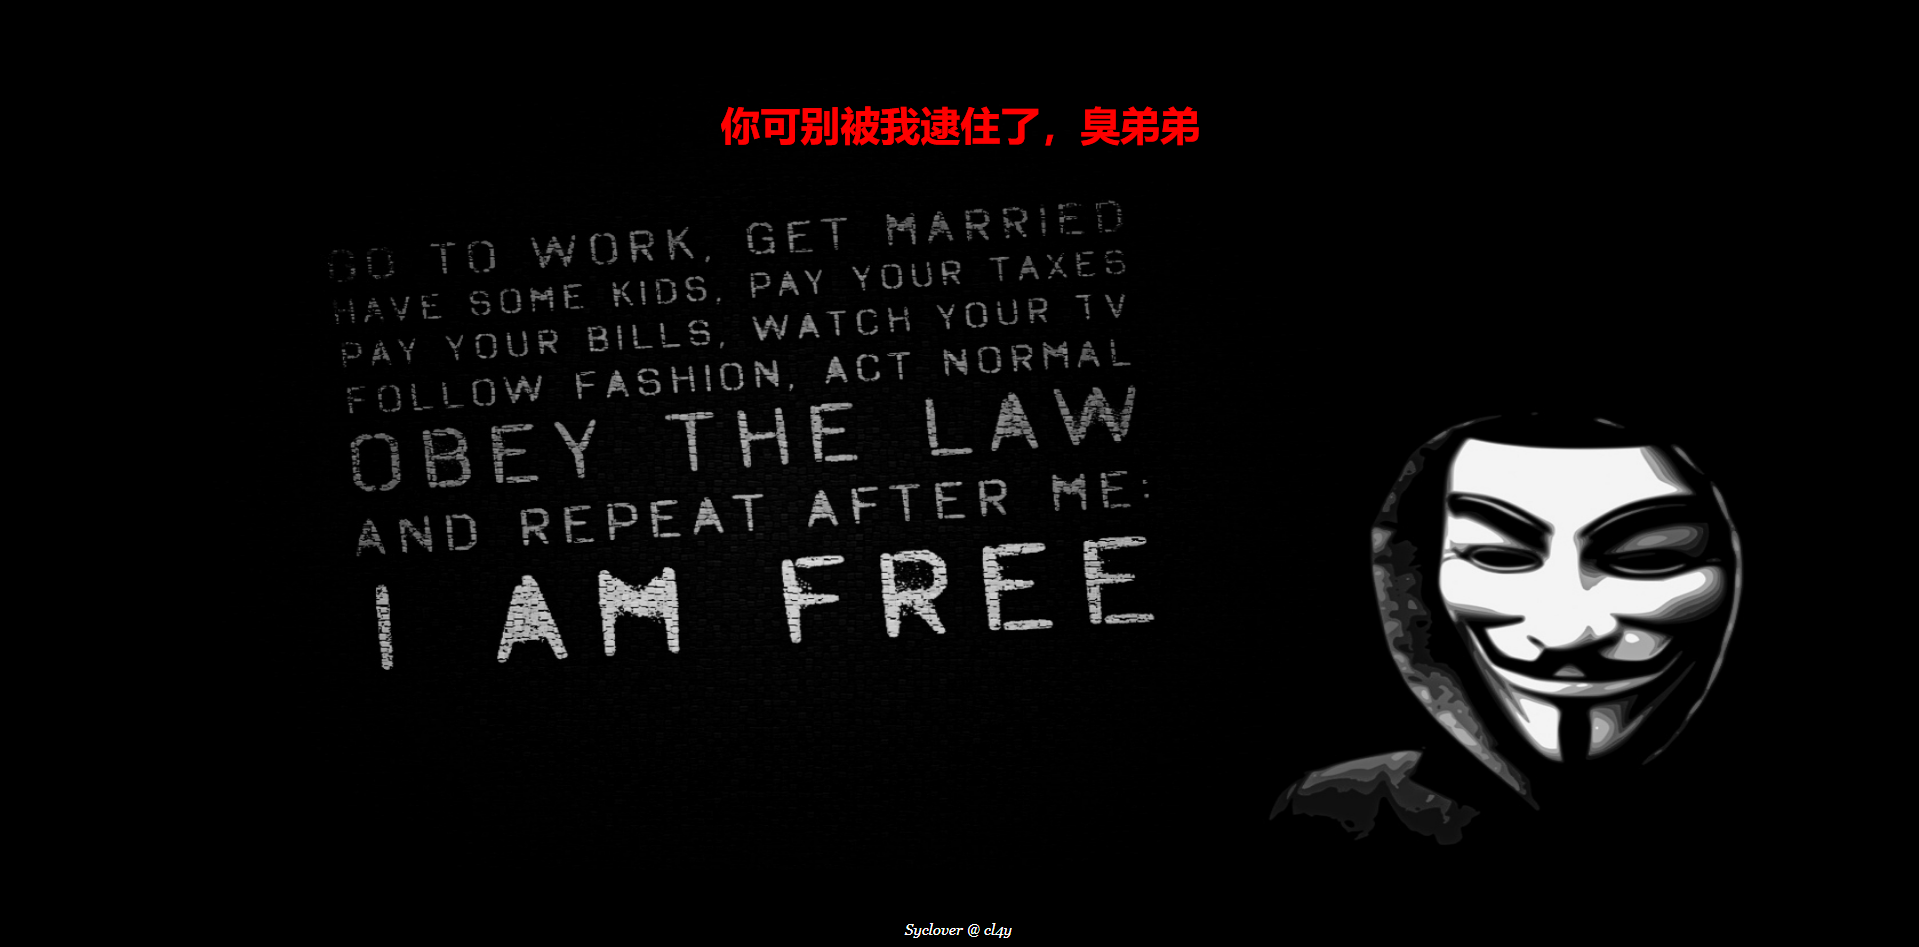 你可别被我逮住了，臭弟弟
GO TO WORK, GET MARRIED
HAVE SOME KIDS, PAY YOUR TAXES
PAY YOUR BILLS, WATCH YOUR TV
FOLLOW FASHION, ACT NORMAL
OBEY THE LAW
AND REPEAT AFTER ME:
I AM FREE
Syclover @ cl4y